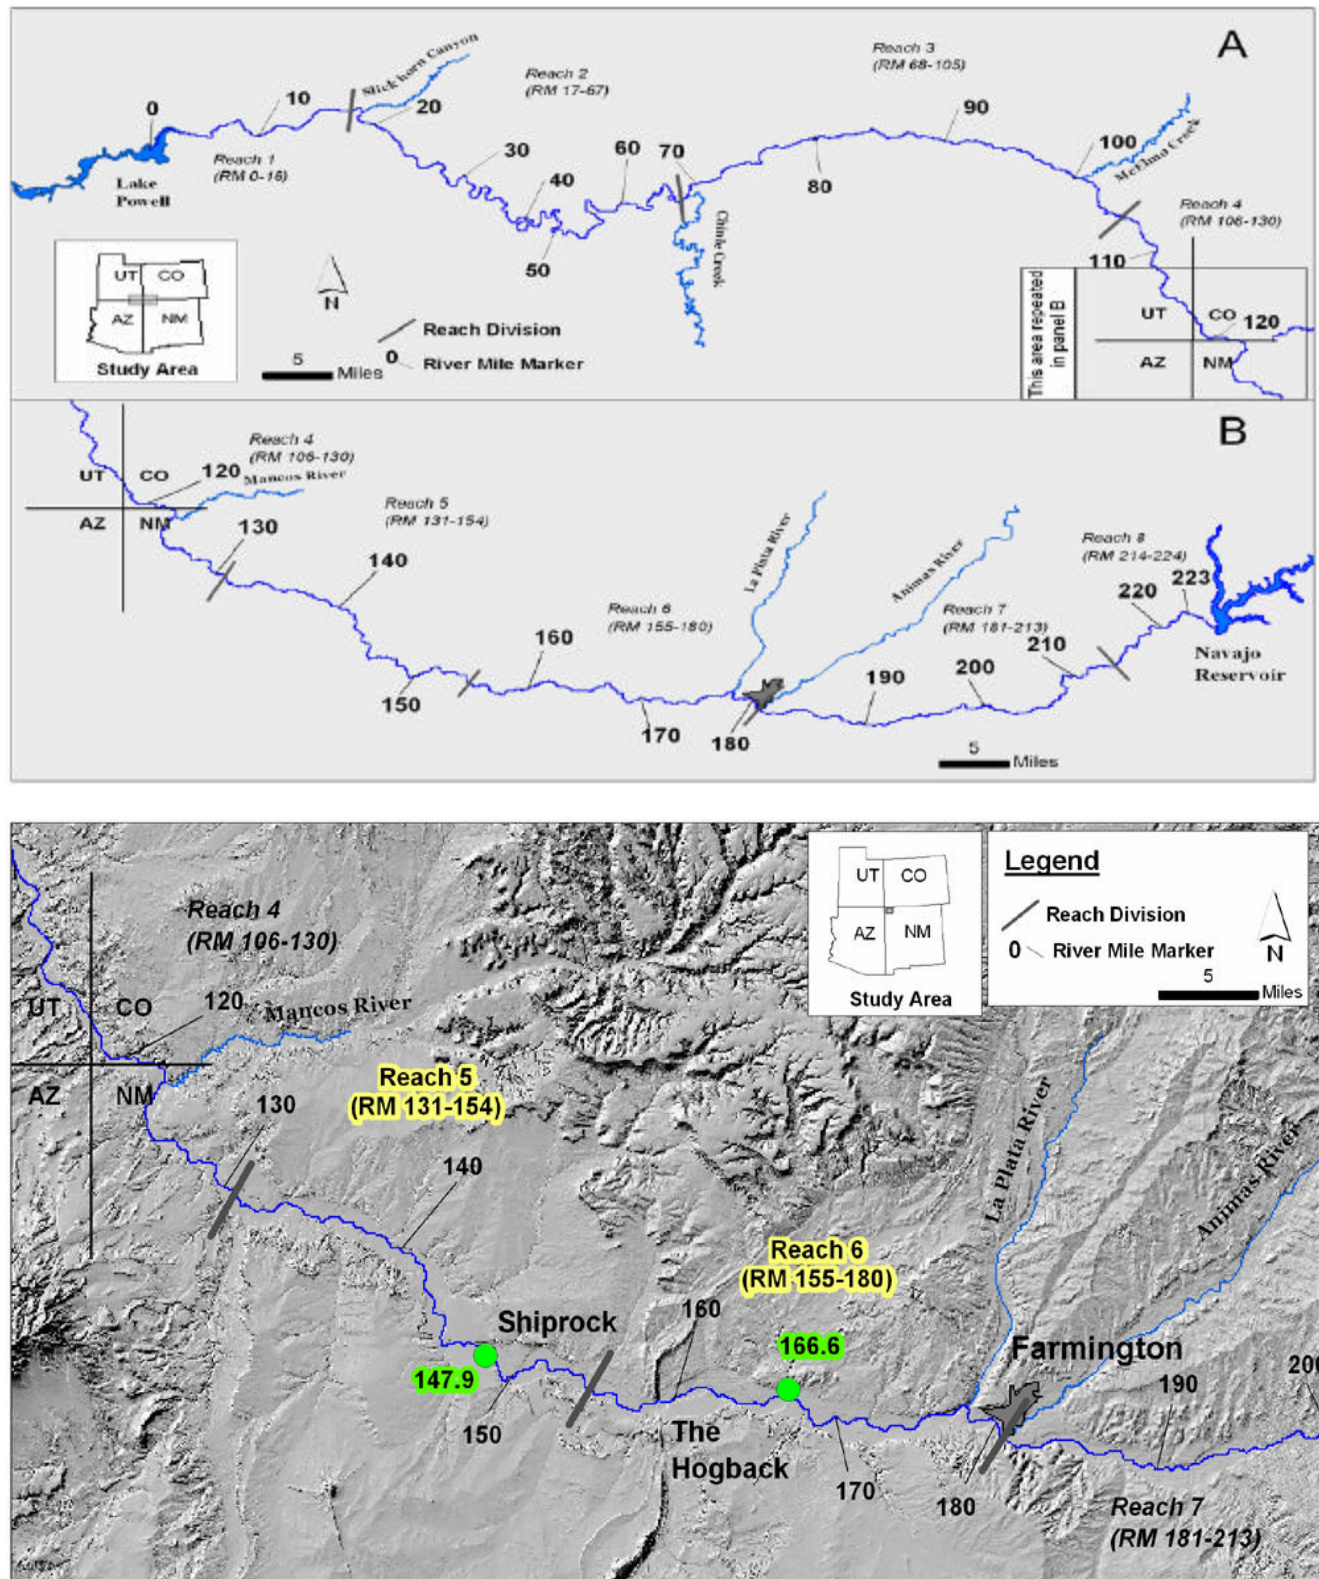 A
Slickhorn Canyon
Reach 3
(RM 68-105)
Reach 2
(RM 17-67)
0
10
20
90
100
McElmo Creek
30
60
70
80
Reach 1
(RM 0-16)
Lake
Powell
40
50
Chinle Creek
Reach 4
(RM 106-130)
110
UT
CO
AZ
NM
Study Area
N
Reach Division
0
River Mile Marker
5
Miles
This area repeated
in panel B
UT
CO
120
AZ
NM
B
Reach 4
(RM 106-130)
Mancos River
UT
CO
120
AZ
NM
130
Reach 5
(RM 131-154)
140
150
Reach 6
(RM 155-180)
160
170
180
La Plata River
Animas River
Reach 7
(RM 181-213)
190
200
210
Reach 8
(RM 214-224)
220
223
Navajo
Reservoir
5
Miles
UT
CO
AZ
NM
Study Area
Legend
Reach Division
0
River Mile Marker
N
5
Miles
Reach 4
(RM 106-130)
UT
CO
120
Mancos River
AZ
NM
130
Reach 5
(RM 131-154)
140
La Plata River
Animas River
Reach 6
(RM 155-180)
Shiprock
160
166.6
Farmington
147.9
150
190
200
The
Hogback
170
180
Reach 7
(RM 181-213)